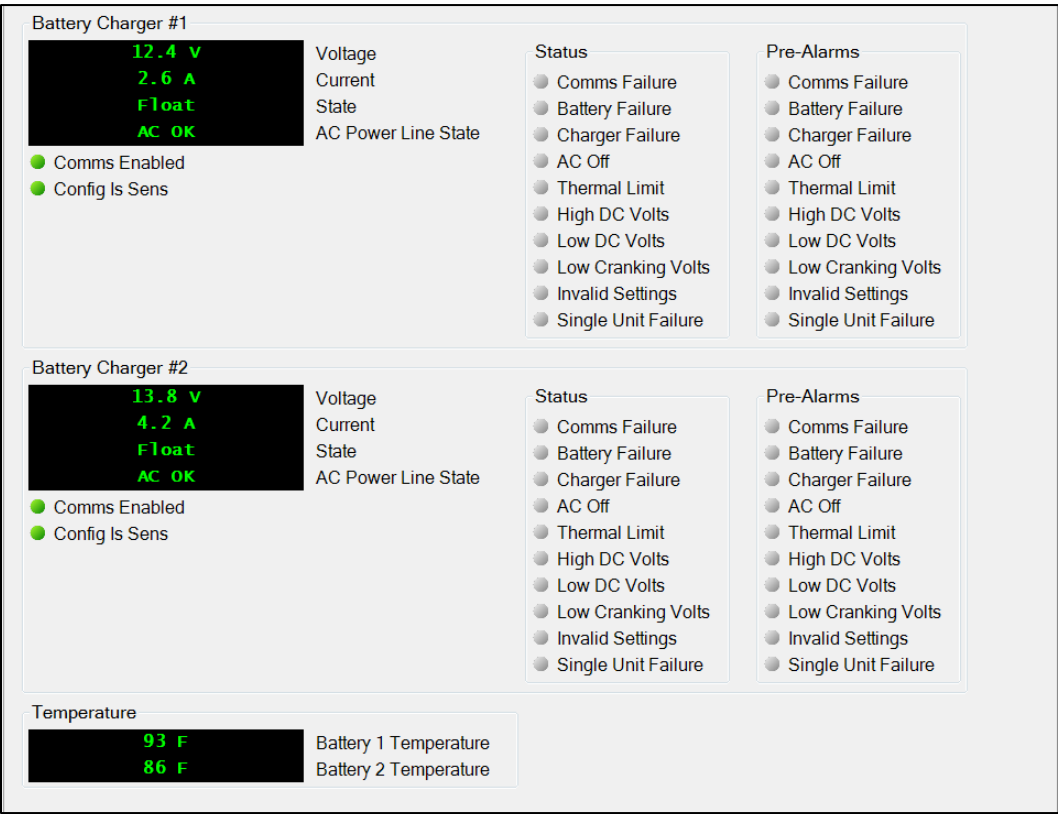 Battery Charger #1
12.4 V Voltage
2.6 A Current
Float State
AC OK AC Power Line State
Comms Enabled
Config Is Sens
Status
Comms Failure
Battery Failure
Charger Failure
AC Off
Thermal Limit
High DC Volts
Low DC Volts
Low Cranking Volts
Invalid Settings
Single Unit Failure
Pre-Alarms
Comms Failure
Battery Failure
Charger Failure
AC Off
Thermal Limit
High DC Volts
Low DC Volts
Low Cranking Volts
Invalid Settings
Single Unit Failure
Battery Charger #2
13.8 V Voltage
4.2 A Current
Float State
AC OK AC Power Line State
Comms Enabled
Config Is Sens
Status
Comms Failure
Battery Failure
Charger Failure
AC Off
Thermal Limit
High DC Volts
Low DC Volts
Low Cranking Volts
Invalid Settings
Single Unit Failure
Pre-Alarms
Comms Failure
Battery Failure
Charger Failure
AC Off
Thermal Limit
High DC Volts
Low DC Volts
Low Cranking Volts
Invalid Settings
Single Unit Failure
Temperature
93 F Battery 1 Temperature
86 F Battery 2 Temperature